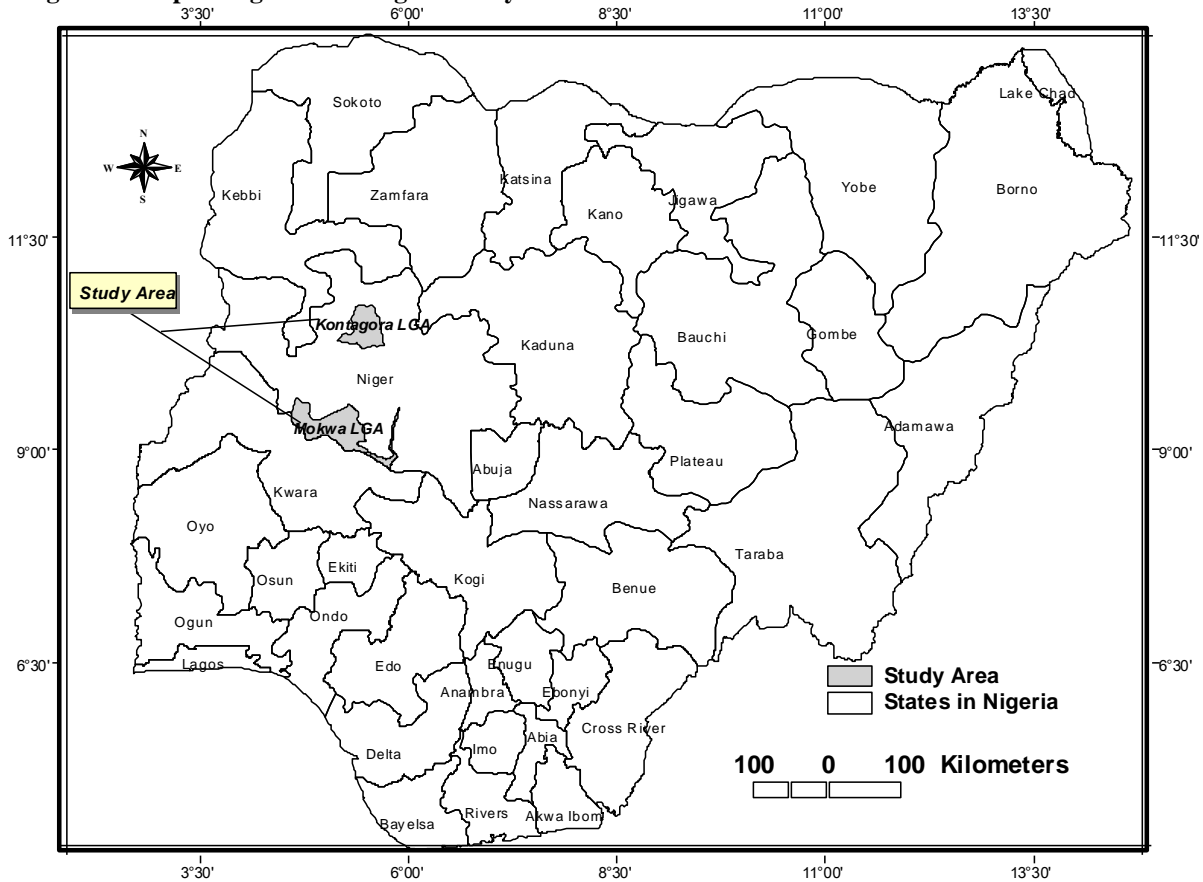 3°30'
6°00'
8°30'
11°00'
13°30'
Lake Chad
Sokoto
N
W
E
S
Kebbi
Zamfara
Katsina
Kano
Jigawa
Yobe
Borno
11°30'
11°30'
Study Area
Kontagora LGA
Kaduna
Bauchi
Gombe
Niger
Mokwa LGA
Adamawa
9°00'
9°00'
Abuja
Plateau
Kwara
Nassarawa
Oyo
Taraba
Osun
Ekiti
Kogi
Benue
Ogun
Ondo
6°30'
6°30'
Lagos
Edo
Enugu
Anambra
Ebonyi
Study Area
States in Nigeria
Cross River
Abia
Imo
Delta
100 0 100 Kilometers
Bayelsa
Rivers
Akwa Ibom
3°30'
6°00'
8°30'
11°00'
13°30'